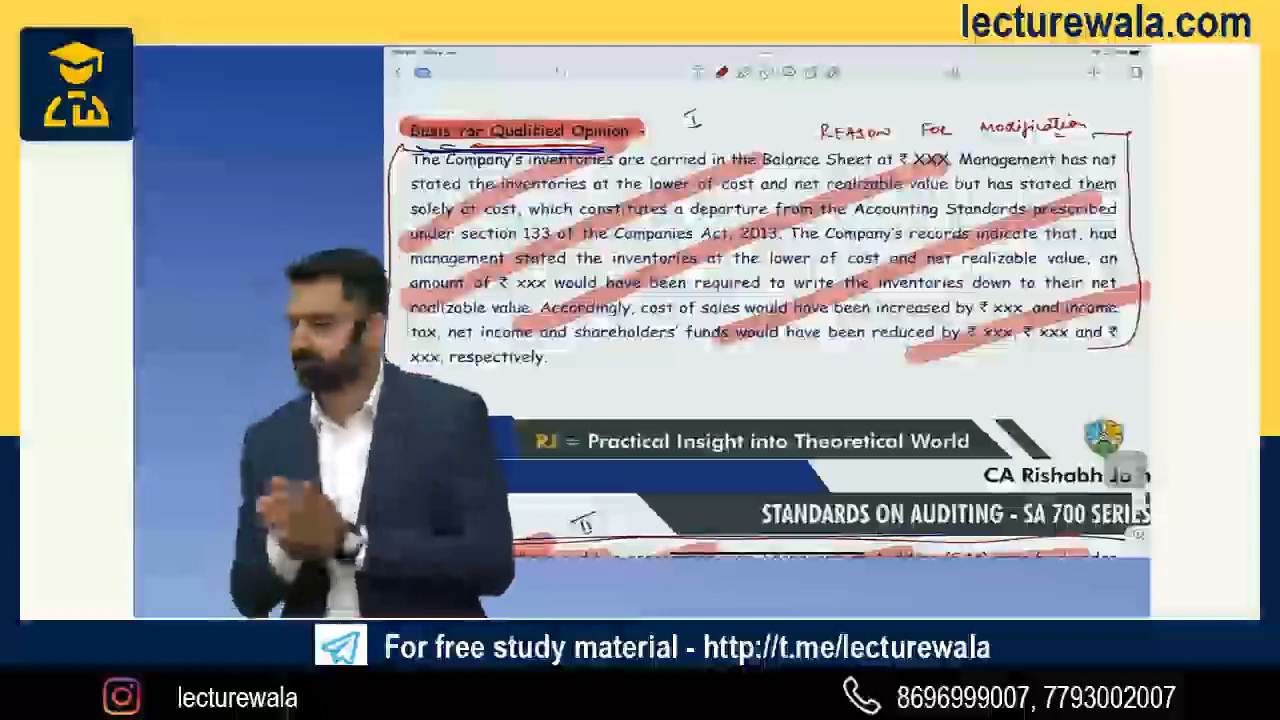 lecturewala.com
Basis for Qualified Opinion -
I
REASON FOR Modification
The Company's inventories are carried in the Balance Sheet at ₹ XXX. Management has not
stated the inventories at the lower of cost and net realizable value but has stated them
solely at cost, which constitutes a departure from the Accounting Standards prescribed
under section 133 of the Companies Act, 2013. The Company's records indicate that, had
management stated the inventories at the lower of cost and net realizable value, an
amount of ₹ xxx would have been required to write the inventories down to their net
realizable value. Accordingly, cost of sales would have been increased by ₹ xxx and income
tax, net income and shareholders' funds would have been reduced by ₹ xxx, ₹ xxx and ₹
xxx, respectively.
RJ = Practical Insight into Theoretical World
CA Rishabh
STANDARDS ON AUDITING - SA 700 SERIES
II
For free study material - http://t.me/lecturewala
lecturewala
8696999007, 7793002007